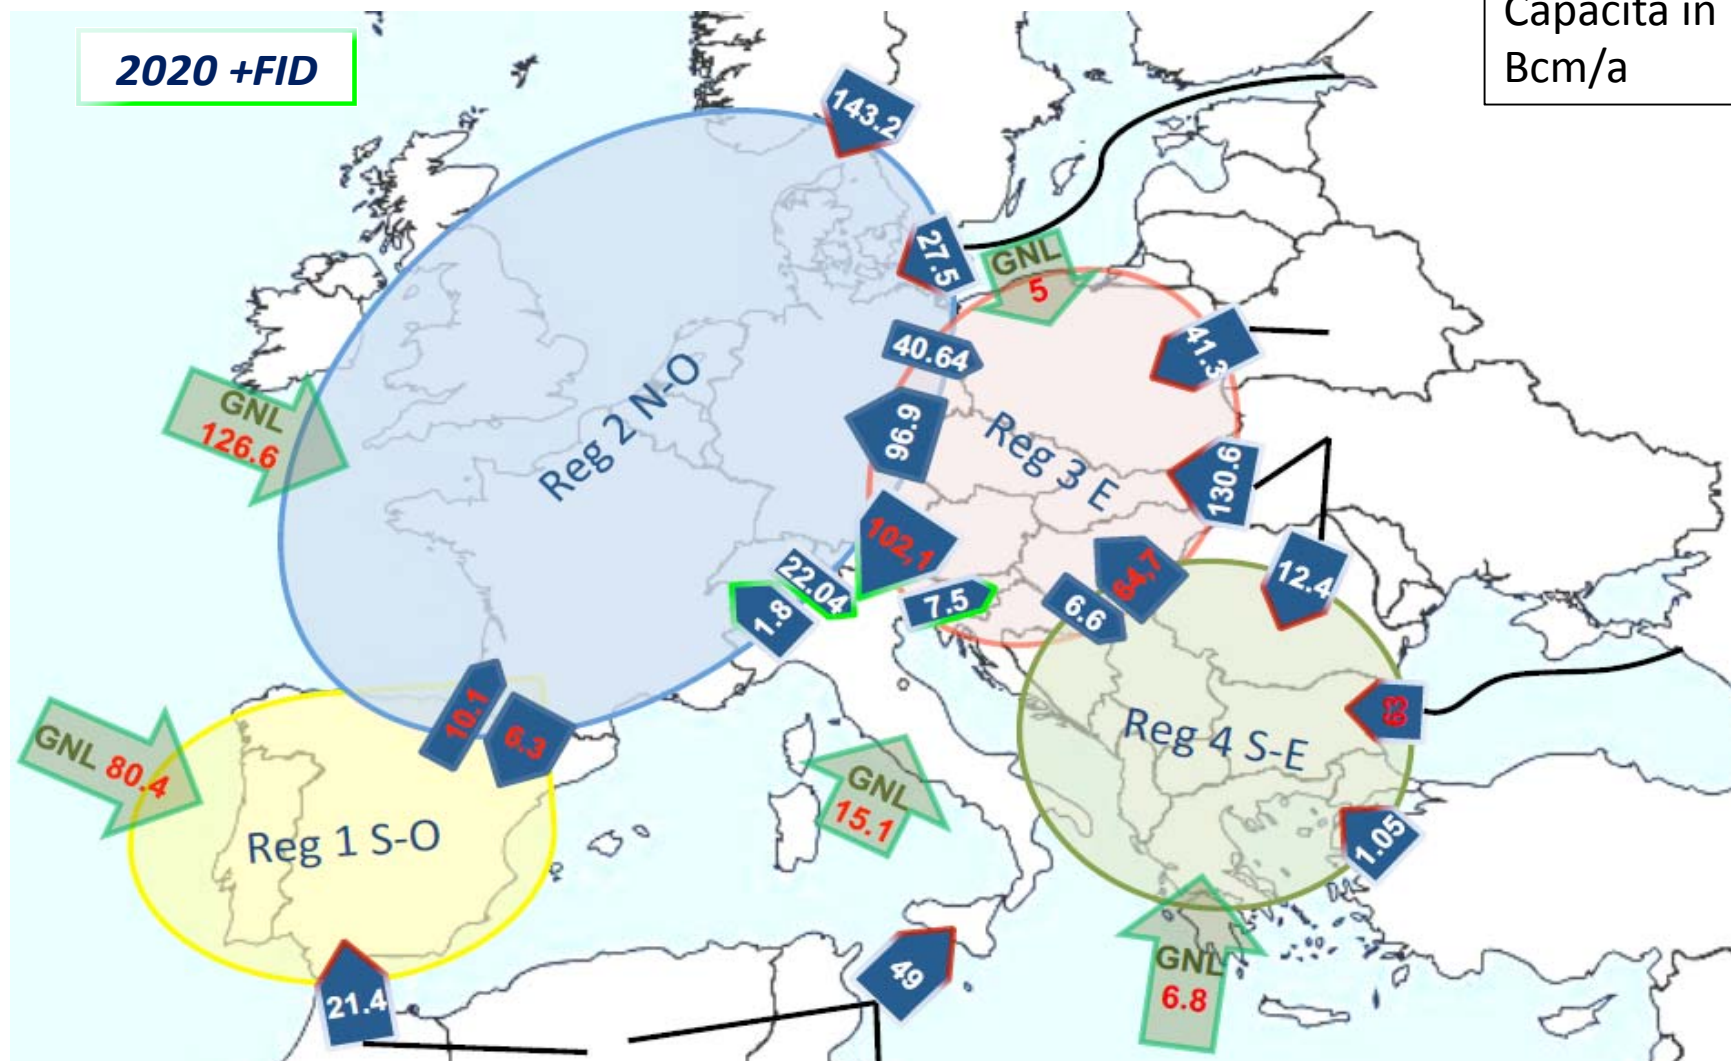 Capacità in
Bcm/a
2020 +FID
143.2
27.5
GNL
5
41.3
40.64
GNL
126.6
Reg 2 N-O
96.9
Reg 3 E
130.6
102,1
22.04
1.8
7.5
6.6
64,7
12.4
10.1
6.3
63
Reg 4 S-E
GNL 80.4
GNL
15.1
Reg 1 S-O
1.05
49
GNL
6.8
21.4